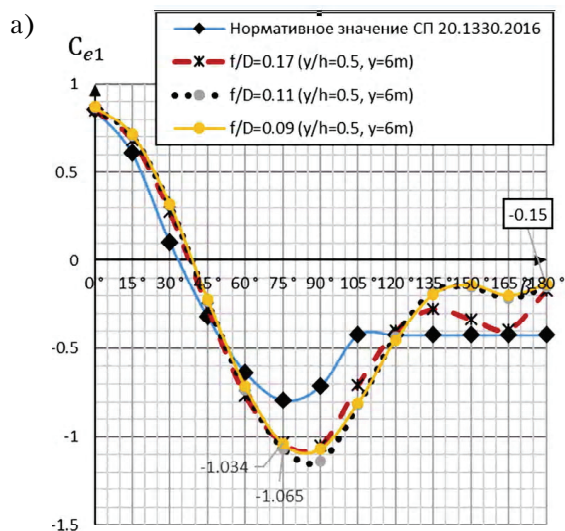 а)
C_e1
Нормативное значение СП 20.1330.2016
f/D=0.17 (y/h=0.5, y=6m)
f/D=0.11 (y/h=0.5, y=6m)
f/D=0.09 (y/h=0.5, y=6m)
1
0.5
0
-0.5
-1
-1.5
0° 15° 30° 45° 60° 75° 90° 105° 120° 135° 150° 165° 180°
β,°
-0.15
-1.034
-1.065